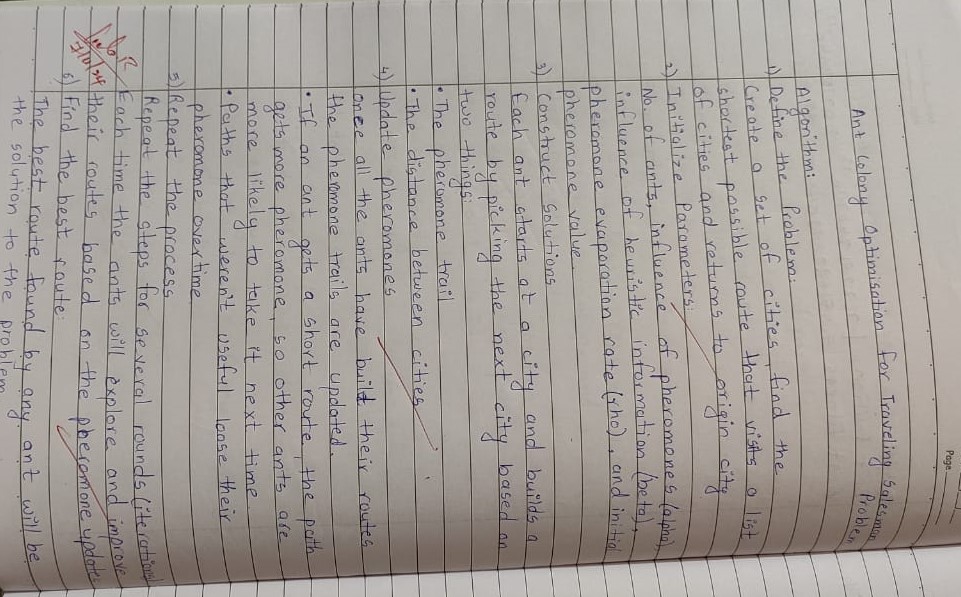 Page
Ant Colony Optimisation for Traveling Salesman
Problem
Algorithm:
1) Define the Problem:
Create a set of cities, find the
shortest possible route that visits a list
of cities and returns to origin city
2) Initialize Parameters:
No. of ants, influence of pheromones (alpha),
influence of heuristic information (beta),
pheromone evaporation rate (rho), and initial
pheromone value.
3) Construct Solutions
Each ant starts at a city and builds a
route by picking the next city based on
two things:
• The pheromone trail
• The distance between cities
4) Update pheromones
once all the ants have built their routes
the phermone trails are updated.
• If an ant gets a short route, the path
gets more pheromone, so other ants are
more likely to take it next time
• Paths that weren't useful loose their
pheromone overtime
5) Repeat the process
Repeat the steps for several rounds (iterations)
Each time the ants will explore and improve
their routes based on the pheromone updates
6) Find the best route:
The best route found by any ant will be
the solution to the problem